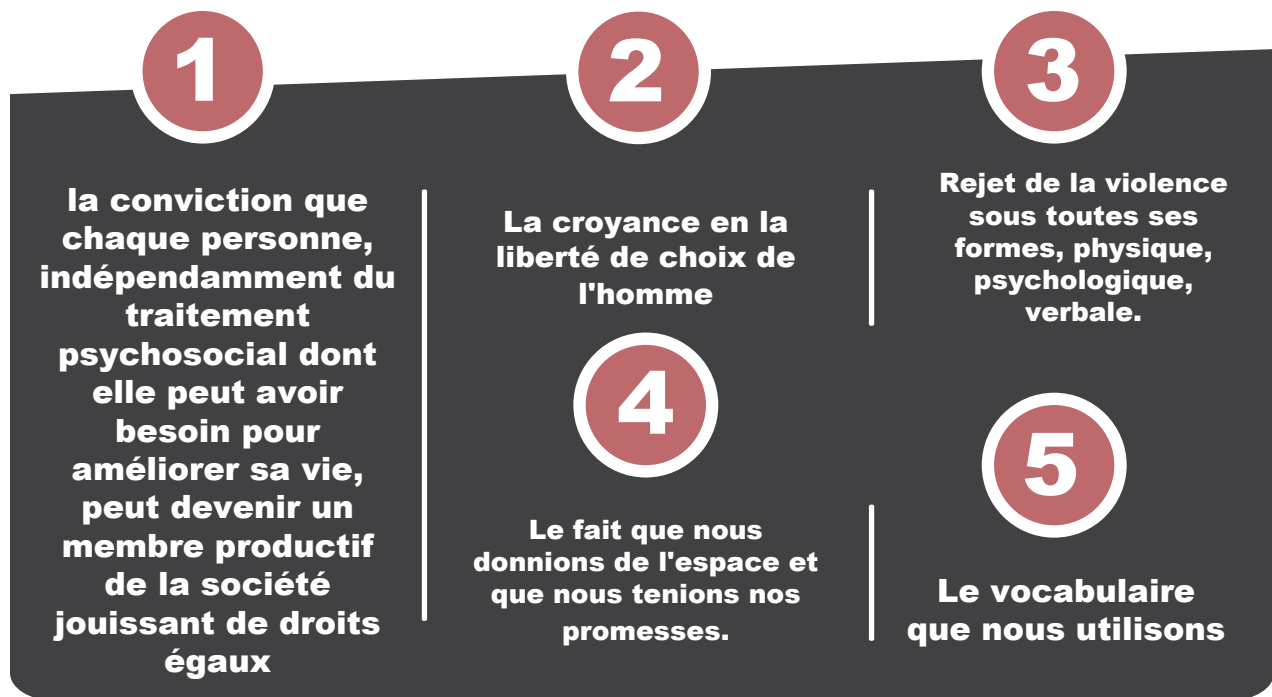 1
la conviction que
chaque personne,
indépendamment du
traitement
psychosocial dont
elle peut avoir
besoin pour
améliorer sa vie,
peut devenir un
membre productif
de la société
jouissant de droits
égaux
2
La croyance en la
liberté de choix de
l'homme
3
Rejet de la violence
sous toutes ses
formes, physique,
psychologique,
verbale.
4
Le fait que nous
donnions de l'espace et
que nous tenions nos
promesses.
5
Le vocabulaire
que nous utilisons